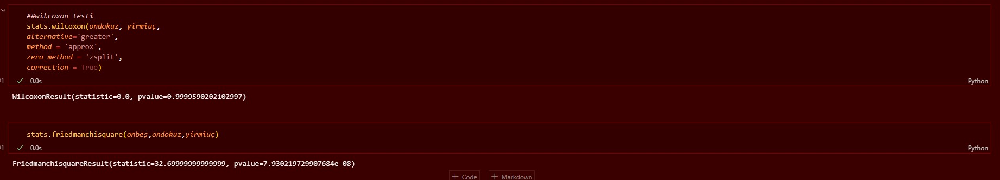 ##wilcoxon testi
stats.wilcoxon(ondokuz, yirmiüç,
alternative='greater',
method = 'approx',
zero_method = 'zsplit',
correction = True)
0.0s
Python
WilcoxonResult(statistic=0.0, pvalue=0.9999590202102997)
stats.friedmanchisquare(onbeş,ondokuz,yirmiüç)
0.0s
Python
FriedmanchisquareResult(statistic=32.69999999999999, pvalue=7.930219729907684e-08)
+ Code + Markdown